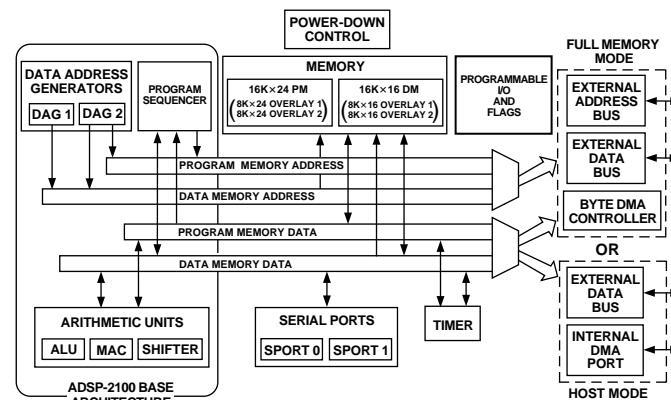 POWER-DOWN
CONTROL
FULL MEMORY
MODE
DATA ADDRESS
GENERATORS
DAG 1
DAG 2
PROGRAM
SEQUENCER
MEMORY
16K×24 PM
(8K×24 OVERLAY 1
8K×24 OVERLAY 2)
16K×16 DM
(8K×16 OVERLAY 1
8K×16 OVERLAY 2)
PROGRAMMABLE
I/O
AND
FLAGS
EXTERNAL
ADDRESS
BUS
EXTERNAL
DATA
BUS
BYTE DMA
CONTROLLER
PROGRAM MEMORY ADDRESS
DATA MEMORY ADDRESS
PROGRAM MEMORY DATA
DATA MEMORY DATA
OR
EXTERNAL
DATA
BUS
INTERNAL
DMA
PORT
HOST MODE
ARITHMETIC UNITS
ALU
MAC
SHIFTER
SERIAL PORTS
SPORT 0
SPORT 1
TIMER
ADSP-2100 BASE
ARCHITECTURE